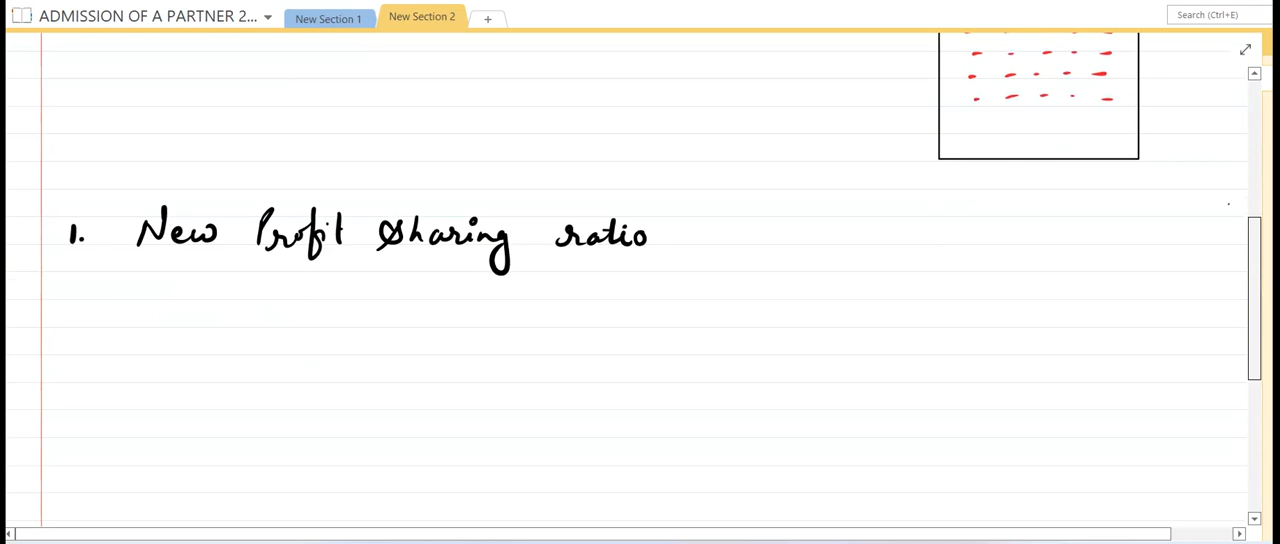 ADMISSION OF A PARTNER 2...
New Section 1
New Section 2
+
Search (Ctrl+E)
1. New Profit Sharing ratio